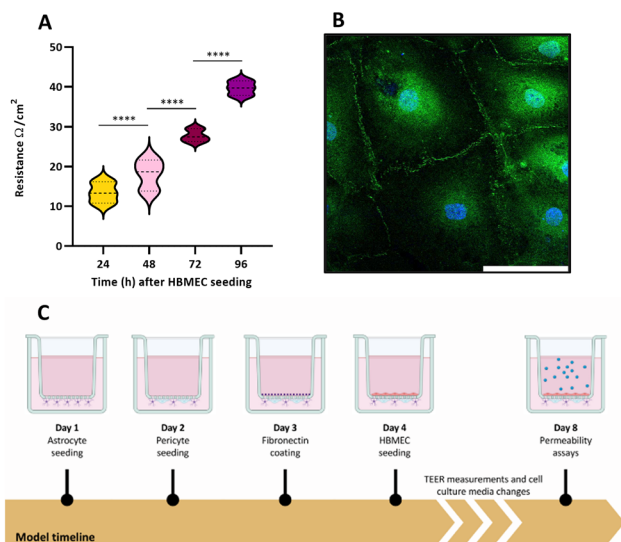 A
B
**** 
****
****
50
40
30
20
10
0
Resistance Ω/cm²
24 48 72 96
Time (h) after HBMEC seeding
C
Day 1
Astrocyte
seeding
Day 2
Pericyte
seeding
Day 3
Fibronectin
coating
Day 4
HBMEC
seeding
Day 8
Permeability
assays
TEER measurements and cell
culture media changes
Model timeline